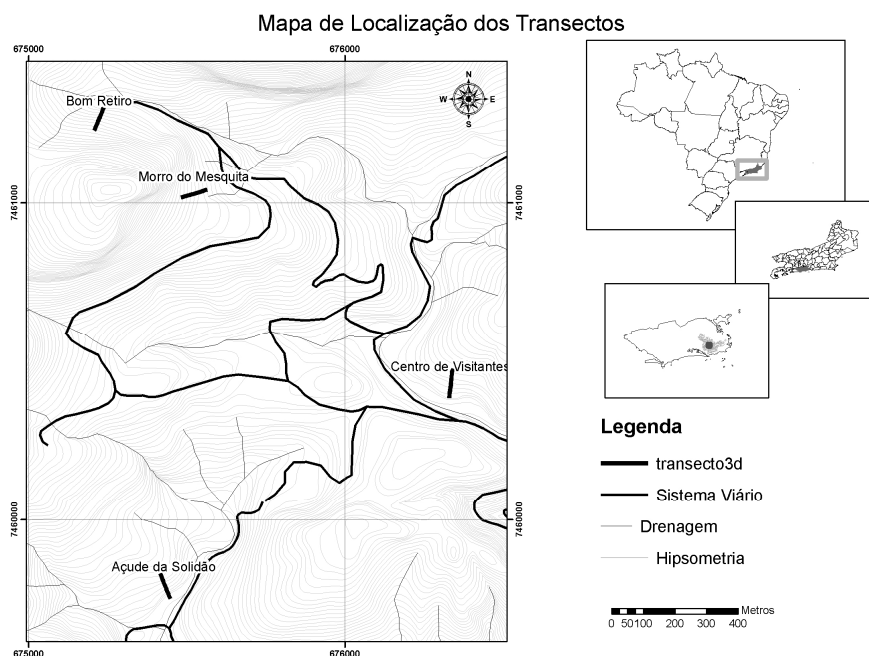 Mapa de Localização dos Transectos
675000
676000
Bom Retiro
N
W
E
S
Morro do Mesquita
7461000
7461000
E
Centro de Visitantes
Legenda
transecto3d
Sistema Viário
7460000
7460000
Drenagem
Hipsometria
Açude da Solidão
Metros
0 50100 200 300 400
675000
676000